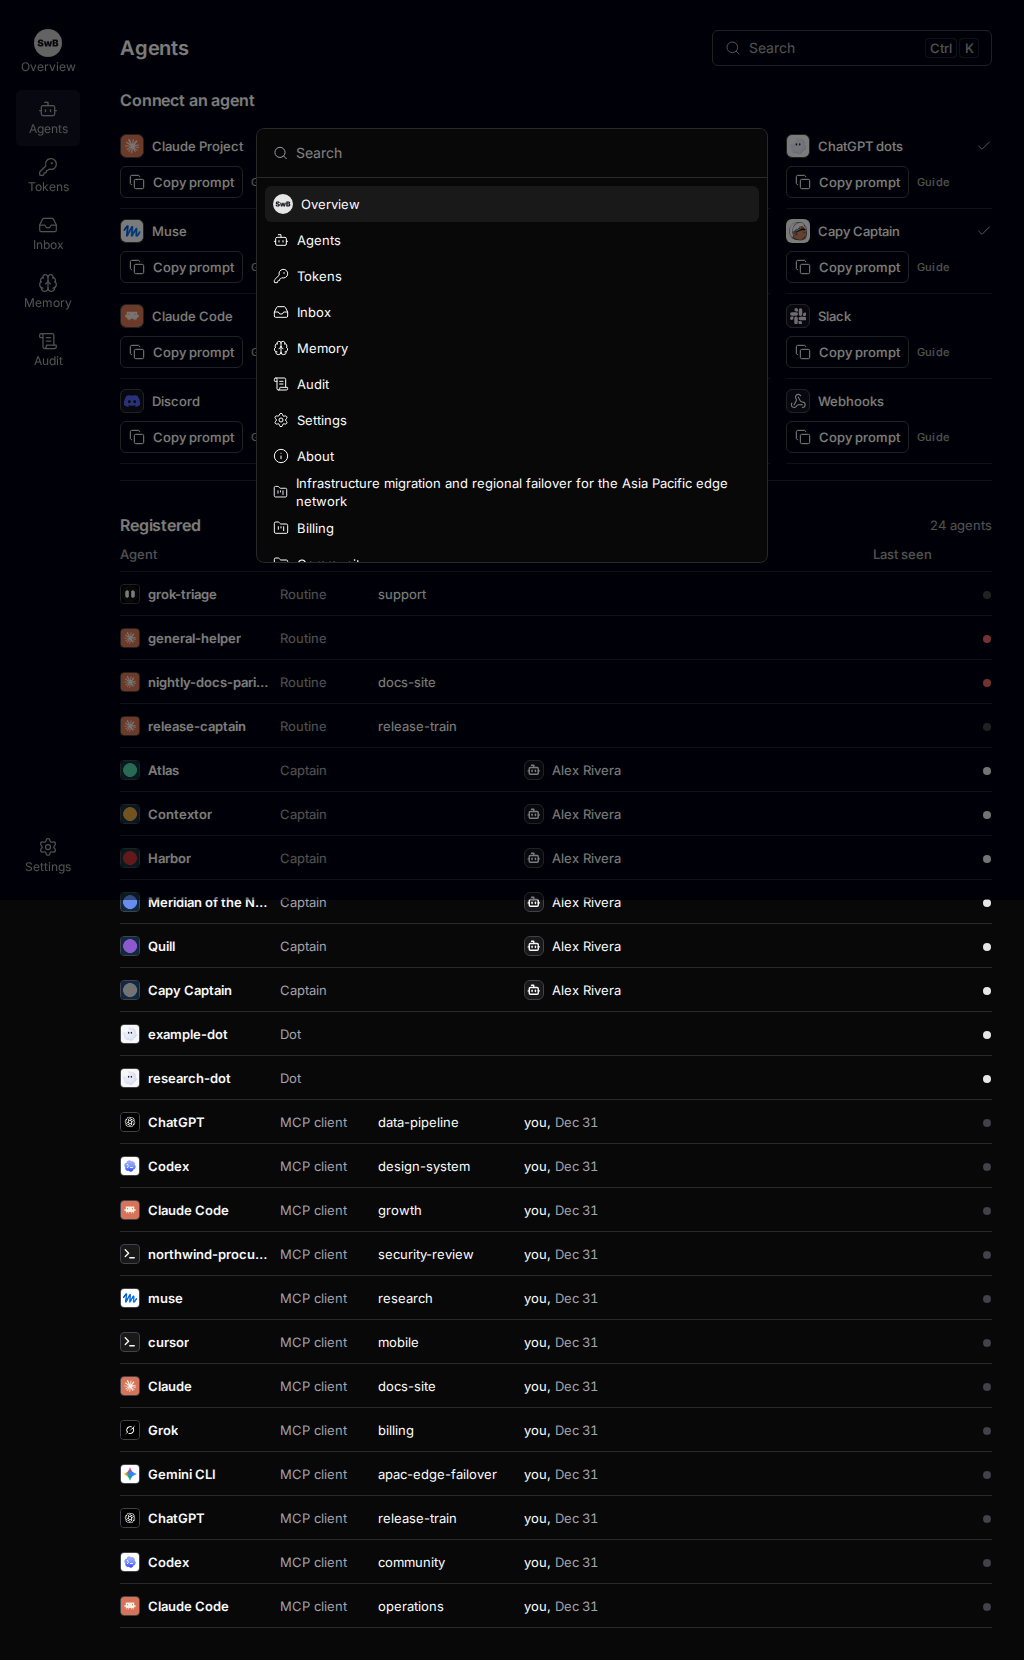 SwB
Overview
Agents
Tokens
Inbox
Memory
Audit
Settings
Agents
Search
Ctrl K
Connect an agent
Claude Project
Copy prompt
Muse
Copy prompt
Claude Code
Copy prompt
Discord
Copy prompt
ChatGPT dots
Copy prompt Guide
Capy Captain
Copy prompt Guide
Slack
Copy prompt Guide
Webhooks
Copy prompt Guide
Search
SwB Overview
Agents
Tokens
Inbox
Memory
Audit
Settings
About
Infrastructure migration and regional failover for the Asia Pacific edge
network
Billing
Registered
24 agents
Agent Last seen
grok-triage Routine support
general-helper Routine
nightly-docs-pari... Routine docs-site
release-captain Routine release-train
Atlas Captain Alex Rivera
Contextor Captain Alex Rivera
Harbor Captain Alex Rivera
Meridian of the N... Captain Alex Rivera
Quill Captain Alex Rivera
Capy Captain Captain Alex Rivera
example-dot Dot
research-dot Dot
ChatGPT MCP client data-pipeline you, Dec 31
Codex MCP client design-system you, Dec 31
Claude Code MCP client growth you, Dec 31
northwind-procu... MCP client security-review you, Dec 31
muse MCP client research you, Dec 31
cursor MCP client mobile you, Dec 31
Claude MCP client docs-site you, Dec 31
Grok MCP client billing you, Dec 31
Gemini CLI MCP client apac-edge-failover you, Dec 31
ChatGPT MCP client release-train you, Dec 31
Codex MCP client community you, Dec 31
Claude Code MCP client operations you, Dec 31